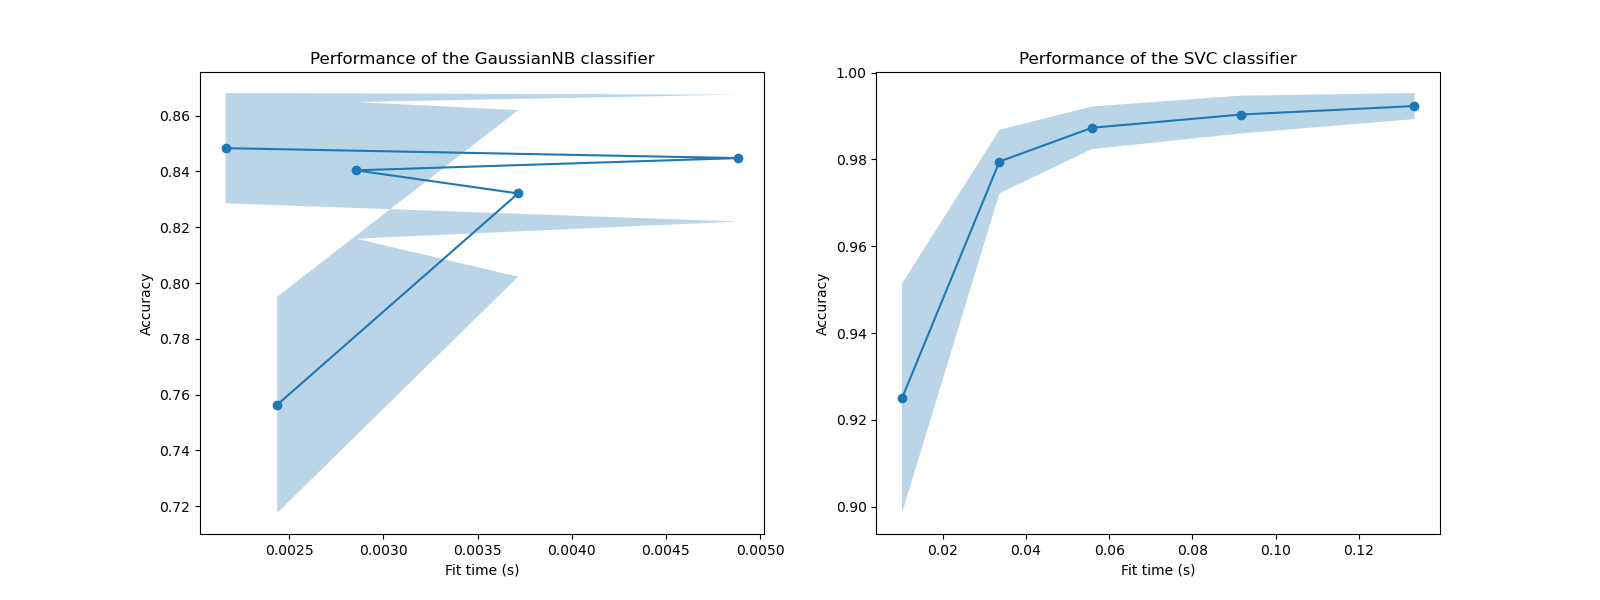 Performance of the GaussianNB classifier
Accuracy
0.86
0.84
0.82
0.80
0.78
0.76
0.74
0.72
0.0025 0.0030 0.0035 0.0040 0.0045 0.0050
Fit time (s)
Performance of the SVC classifier
Accuracy
1.00
0.98
0.96
0.94
0.92
0.90
0.02 0.04 0.06 0.08 0.10 0.12
Fit time (s)